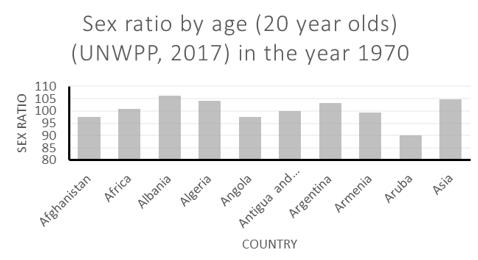 Sex ratio by age (20 year olds)
(UNWPP, 2017) in the year 1970
SEX RATIO
110
105
100
95
90
85
80
Afghanistan
Africa
Albania
Algeria
Angola
Antigua and...
Argentina
Armenia
Aruba
Asia
COUNTRY